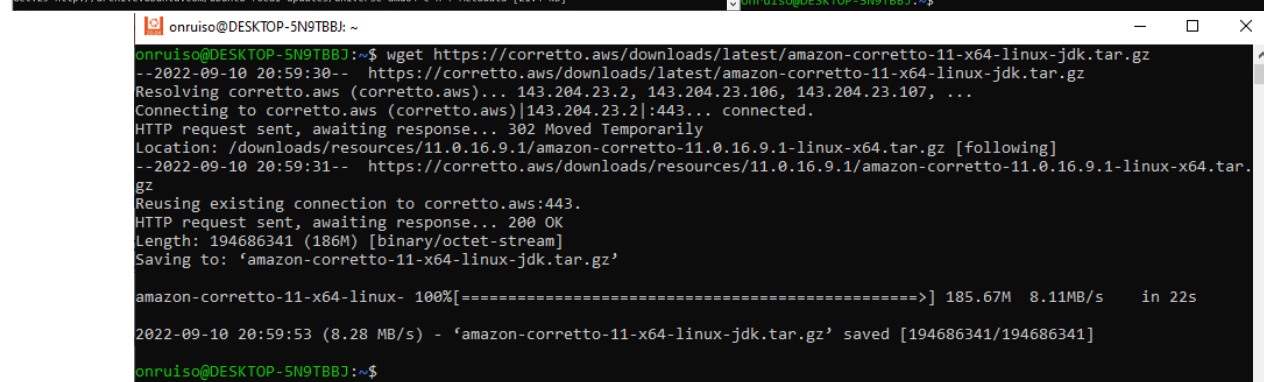 onruiso@DESKTOP-5N9TBBJ:~$
onruiso@DESKTOP-5N9TBBJ: ~
onruiso@DESKTOP-5N9TBBJ:~$ wget https://corretto.aws/downloads/latest/amazon-corretto-11-x64-linux-jdk.tar.gz
--2022-09-10 20:59:30--  https://corretto.aws/downloads/latest/amazon-corretto-11-x64-linux-jdk.tar.gz
Resolving corretto.aws (corretto.aws)... 143.204.23.2, 143.204.23.106, 143.204.23.107, ...
Connecting to corretto.aws (corretto.aws)|143.204.23.2|:443... connected.
HTTP request sent, awaiting response... 302 Moved Temporarily
Location: /downloads/resources/11.0.16.9.1/amazon-corretto-11.0.16.9.1-linux-x64.tar.gz [following]
--2022-09-10 20:59:31--  https://corretto.aws/downloads/resources/11.0.16.9.1/amazon-corretto-11.0.16.9.1-linux-x64.tar.
gz
Reusing existing connection to corretto.aws:443.
HTTP request sent, awaiting response... 200 OK
Length: 194686341 (186M) [binary/octet-stream]
Saving to: ‘amazon-corretto-11-x64-linux-jdk.tar.gz’
amazon-corretto-11-x64-linux- 100%[=================================================>] 185.67M  8.11MB/s    in 22s
2022-09-10 20:59:53 (8.28 MB/s) - ‘amazon-corretto-11-x64-linux-jdk.tar.gz’ saved [194686341/194686341]
onruiso@DESKTOP-5N9TBBJ:~$